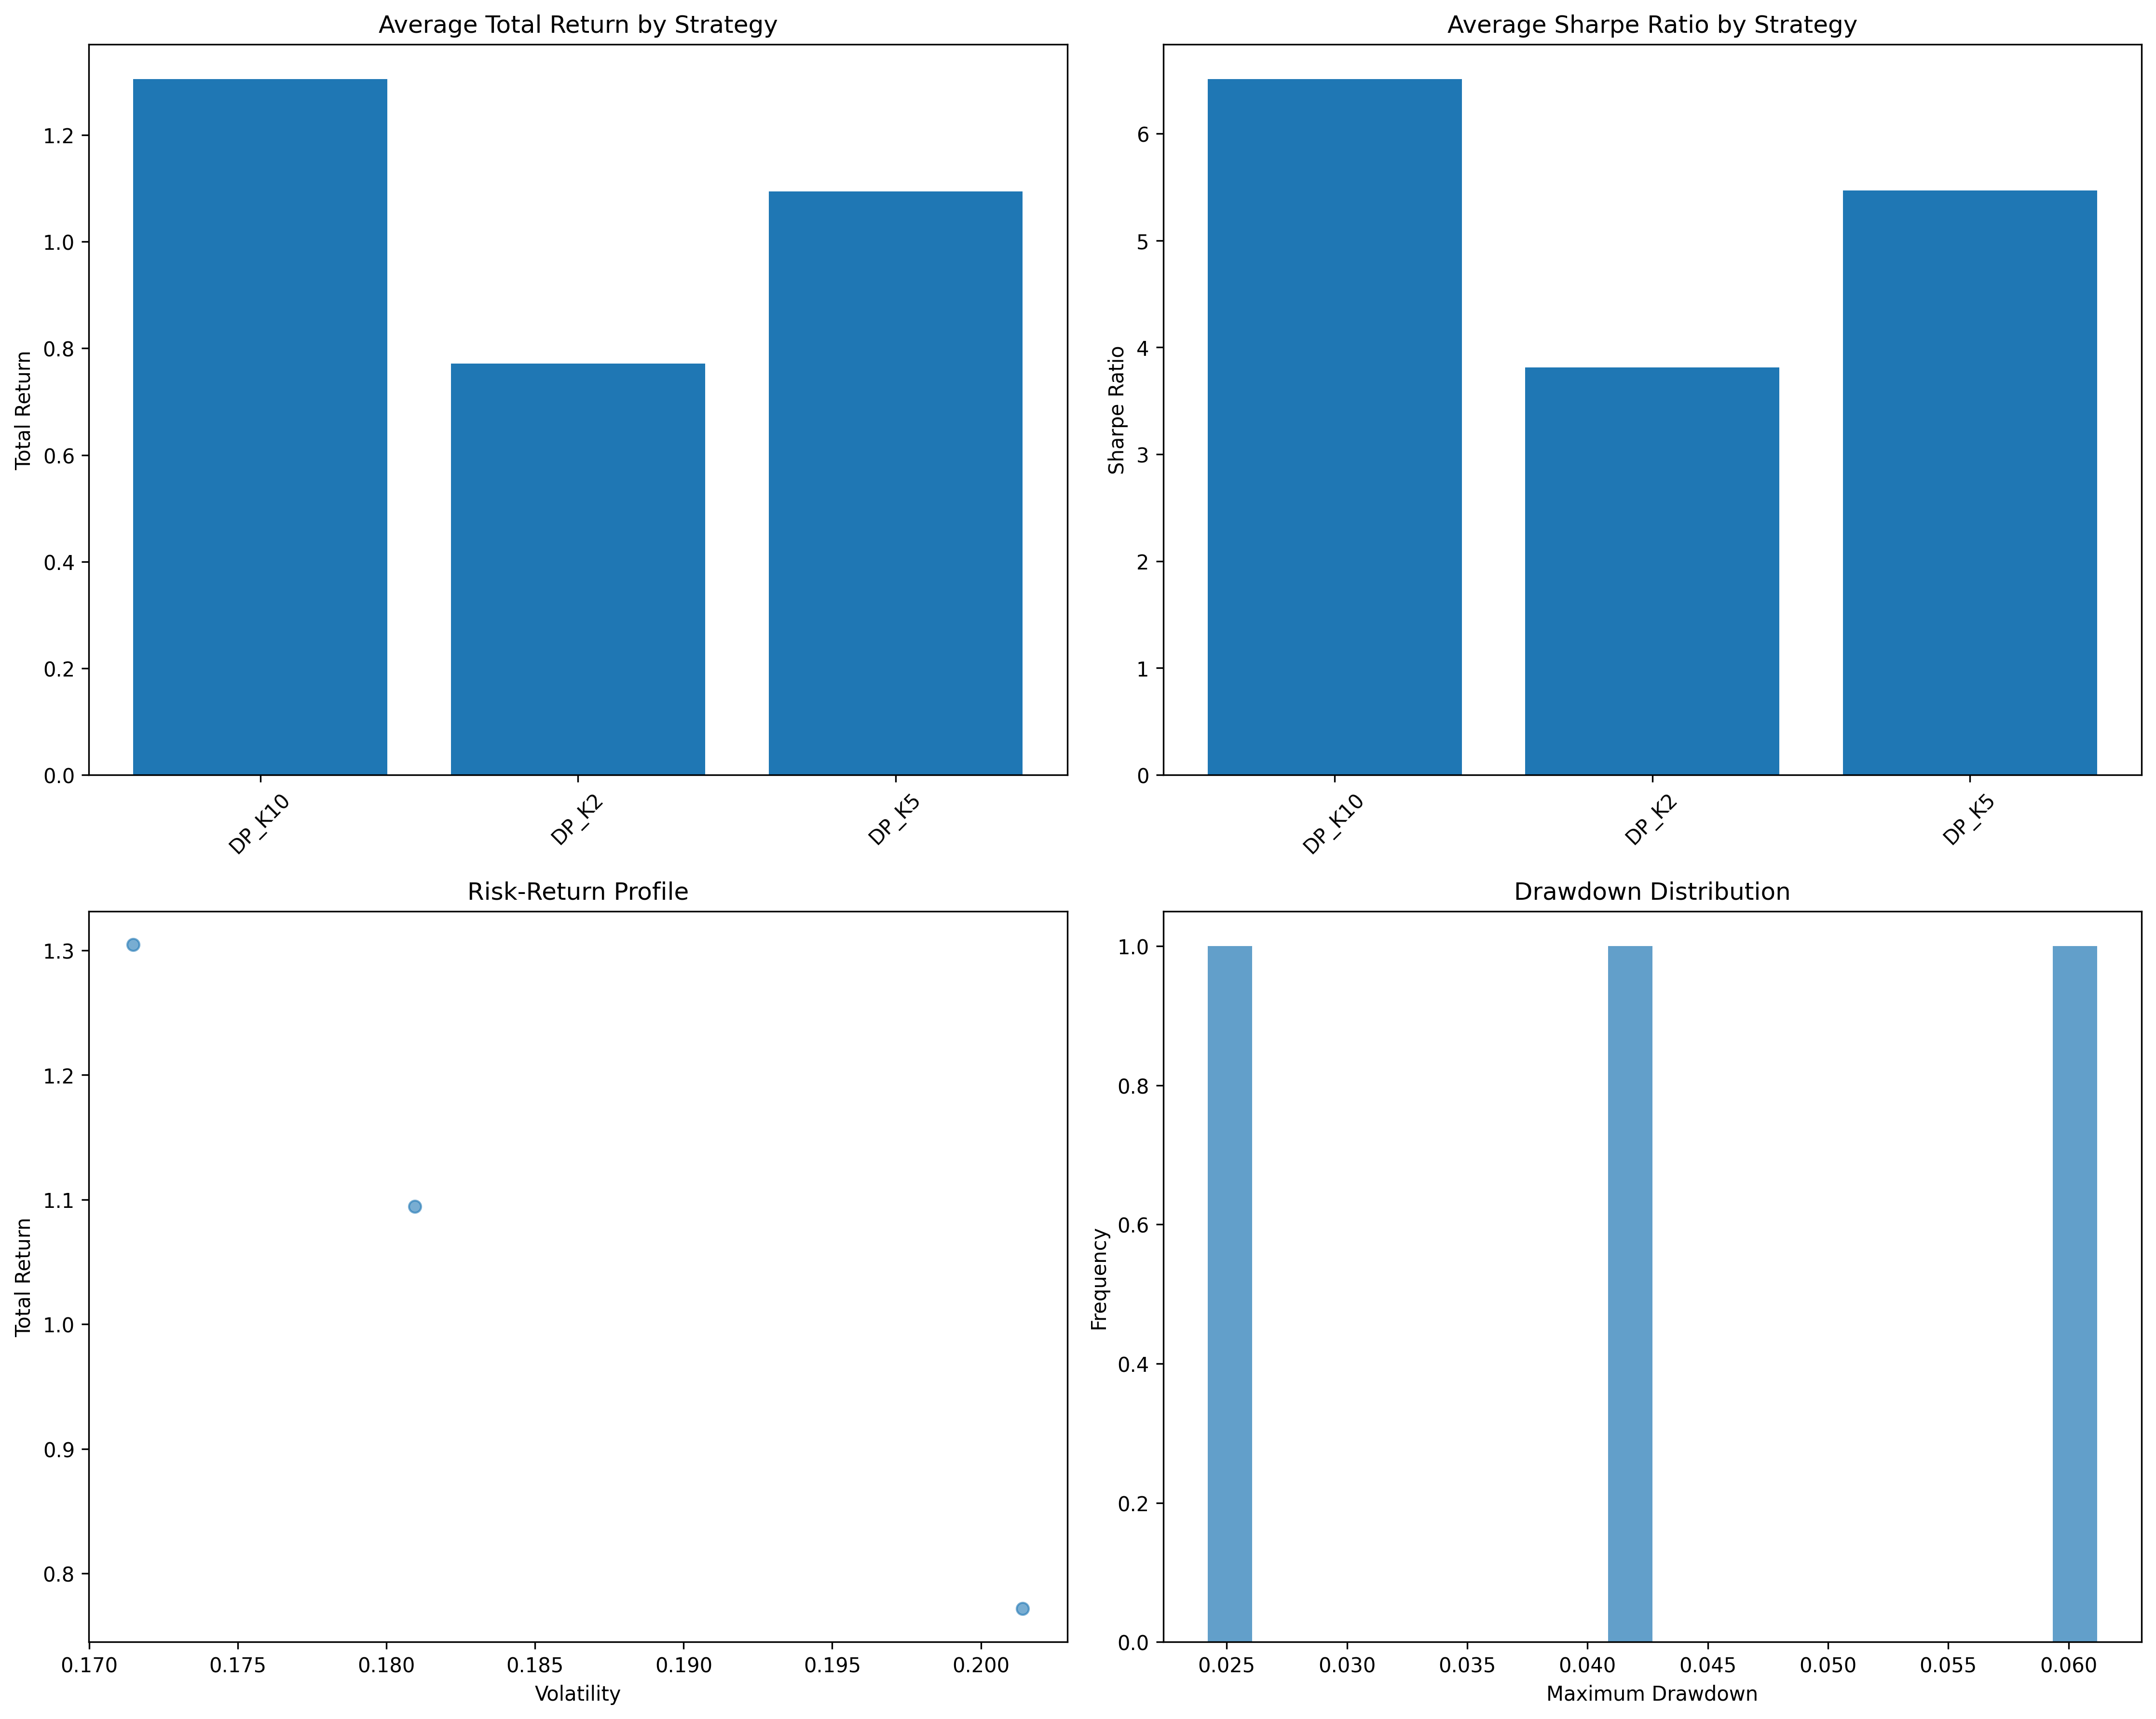 Average Total Return by Strategy
Total Return
1.2
1.0
0.8
0.6
0.4
0.2
0.0
DP_K10
DP_K2
DP_K5
Average Sharpe Ratio by Strategy
Sharpe Ratio
6
5
4
3
2
1
0
DP_K10
DP_K2
DP_K5
Risk-Return Profile
Total Return
1.3
1.2
1.1
1.0
0.9
0.8
0.170 0.175 0.180 0.185 0.190 0.195 0.200
Volatility
Drawdown Distribution
Frequency
1.0
0.8
0.6
0.4
0.2
0.0
0.025 0.030 0.035 0.040 0.045 0.050 0.055 0.060
Maximum Drawdown